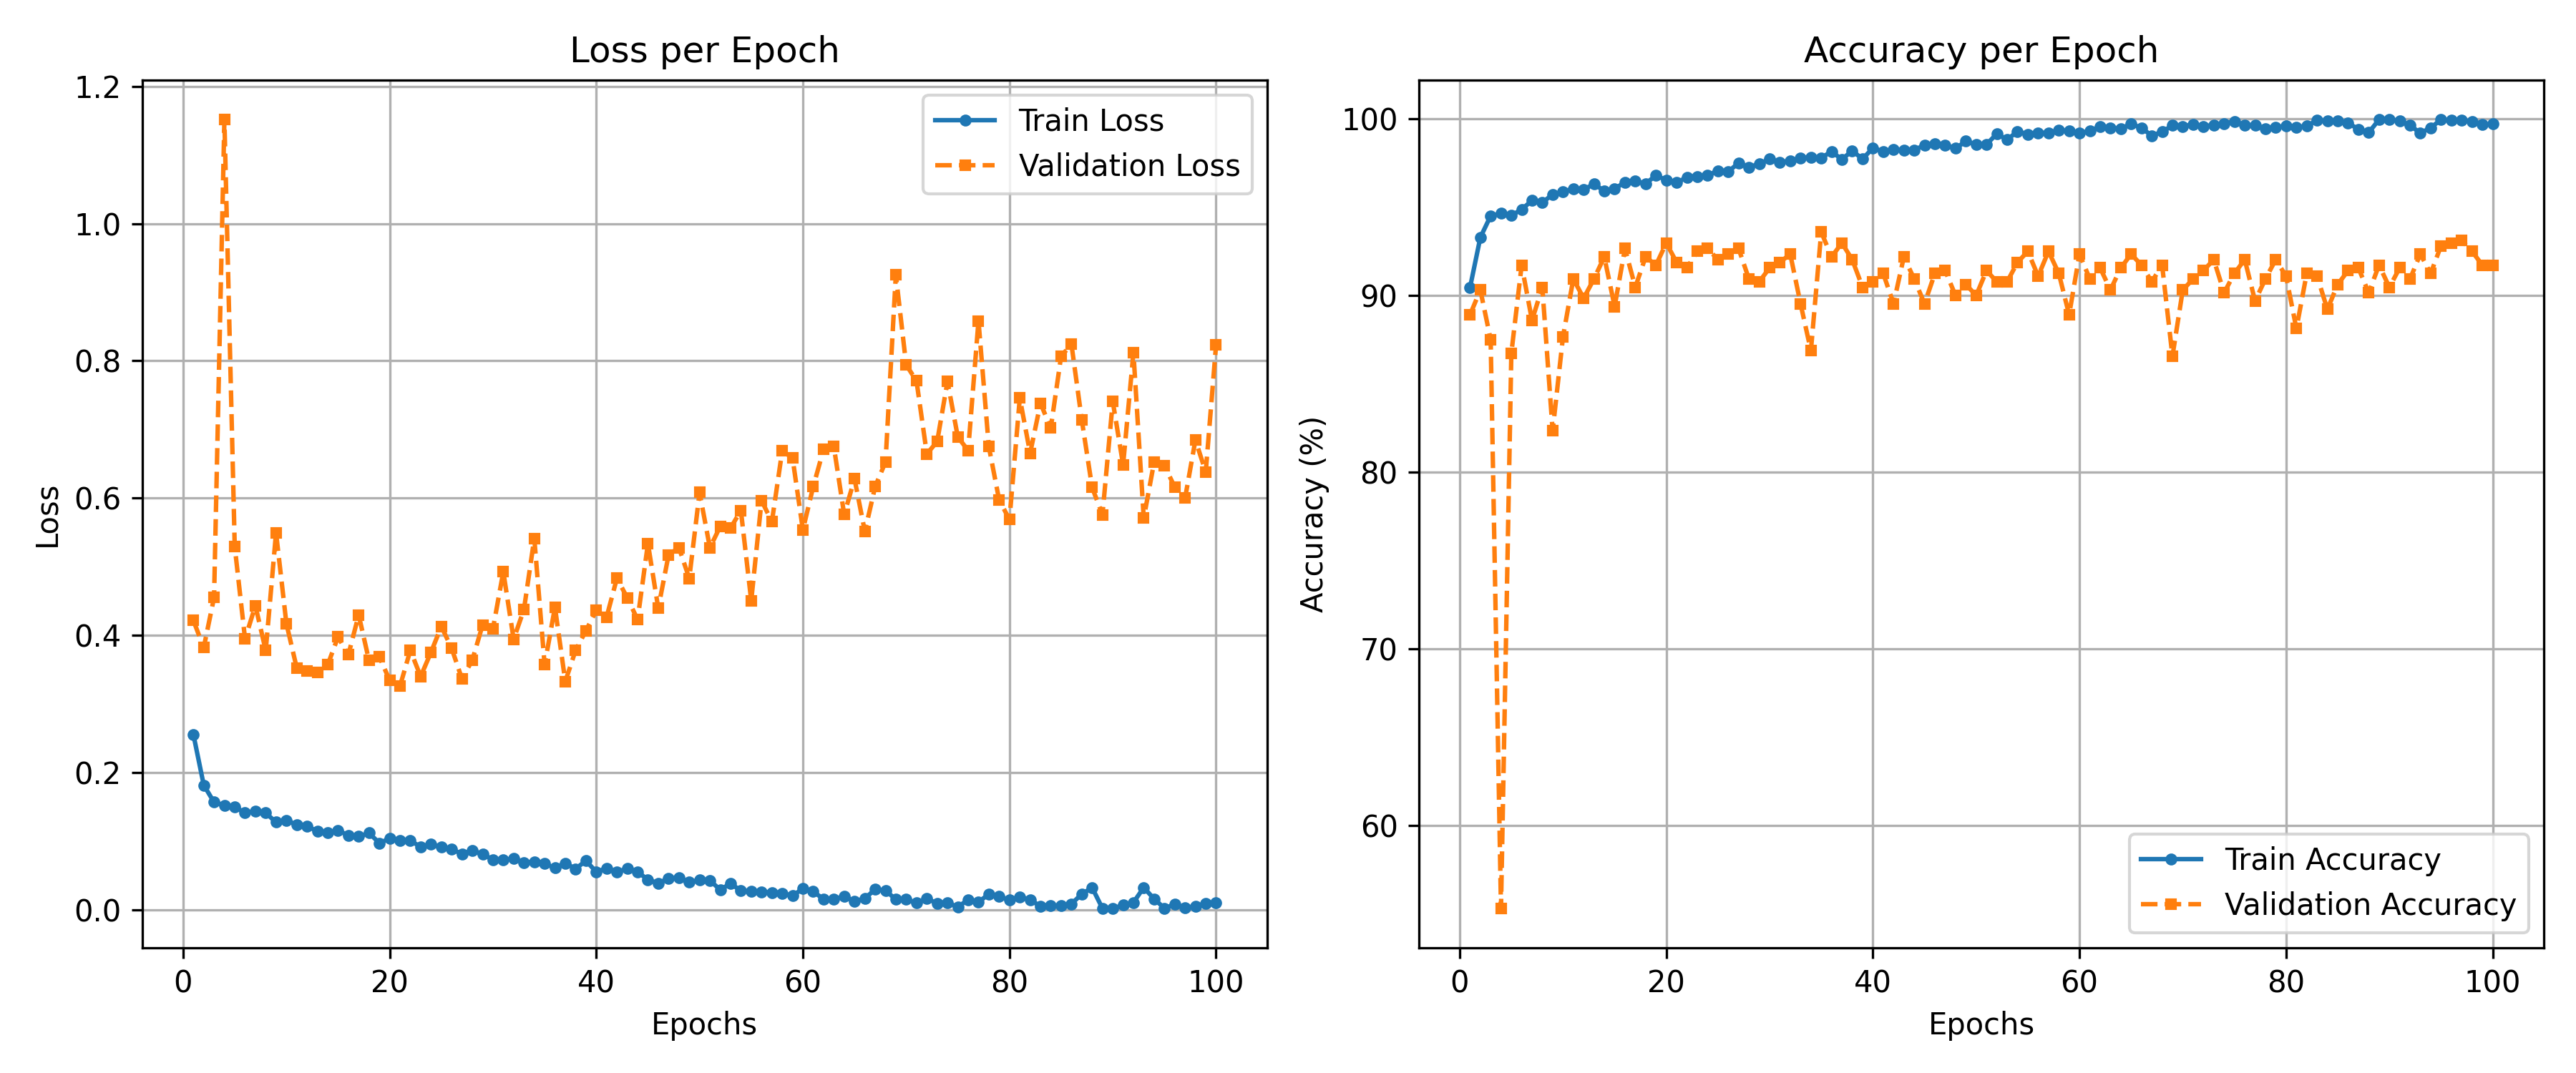 Loss per Epoch
1.2
1.0
0.8
0.6
0.4
0.2
0.0
Loss
Train Loss
Validation Loss
0 20 40 60 80 100
Epochs
Accuracy per Epoch
100
90
80
70
60
Accuracy (%)
Train Accuracy
Validation Accuracy
0 20 40 60 80 100
Epochs